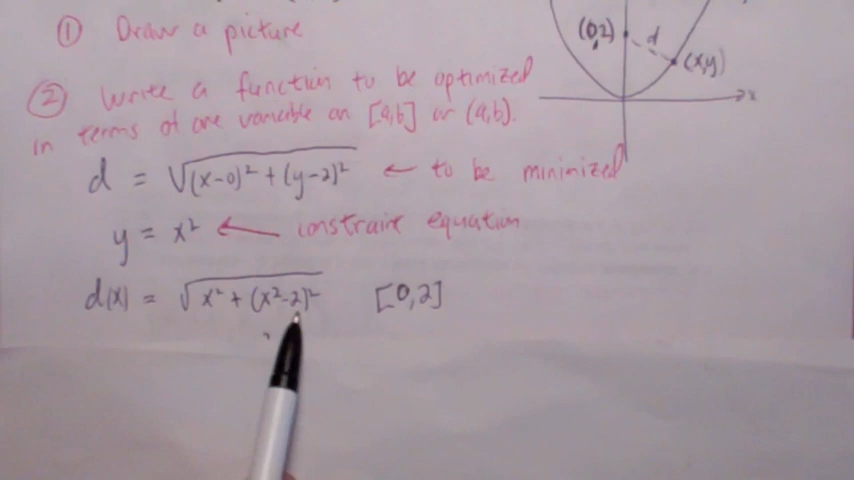 ① Draw a picture
(0,2)
d
(x,y)
x
② Write a function to be optimized
in terms of one variable on [a,b] or (a,b).
d = √(x-0)² + (y-2)² ← to be minimized
y = x² ← constraint equation
d(x) = √x² + (x²-2)² [0,2]